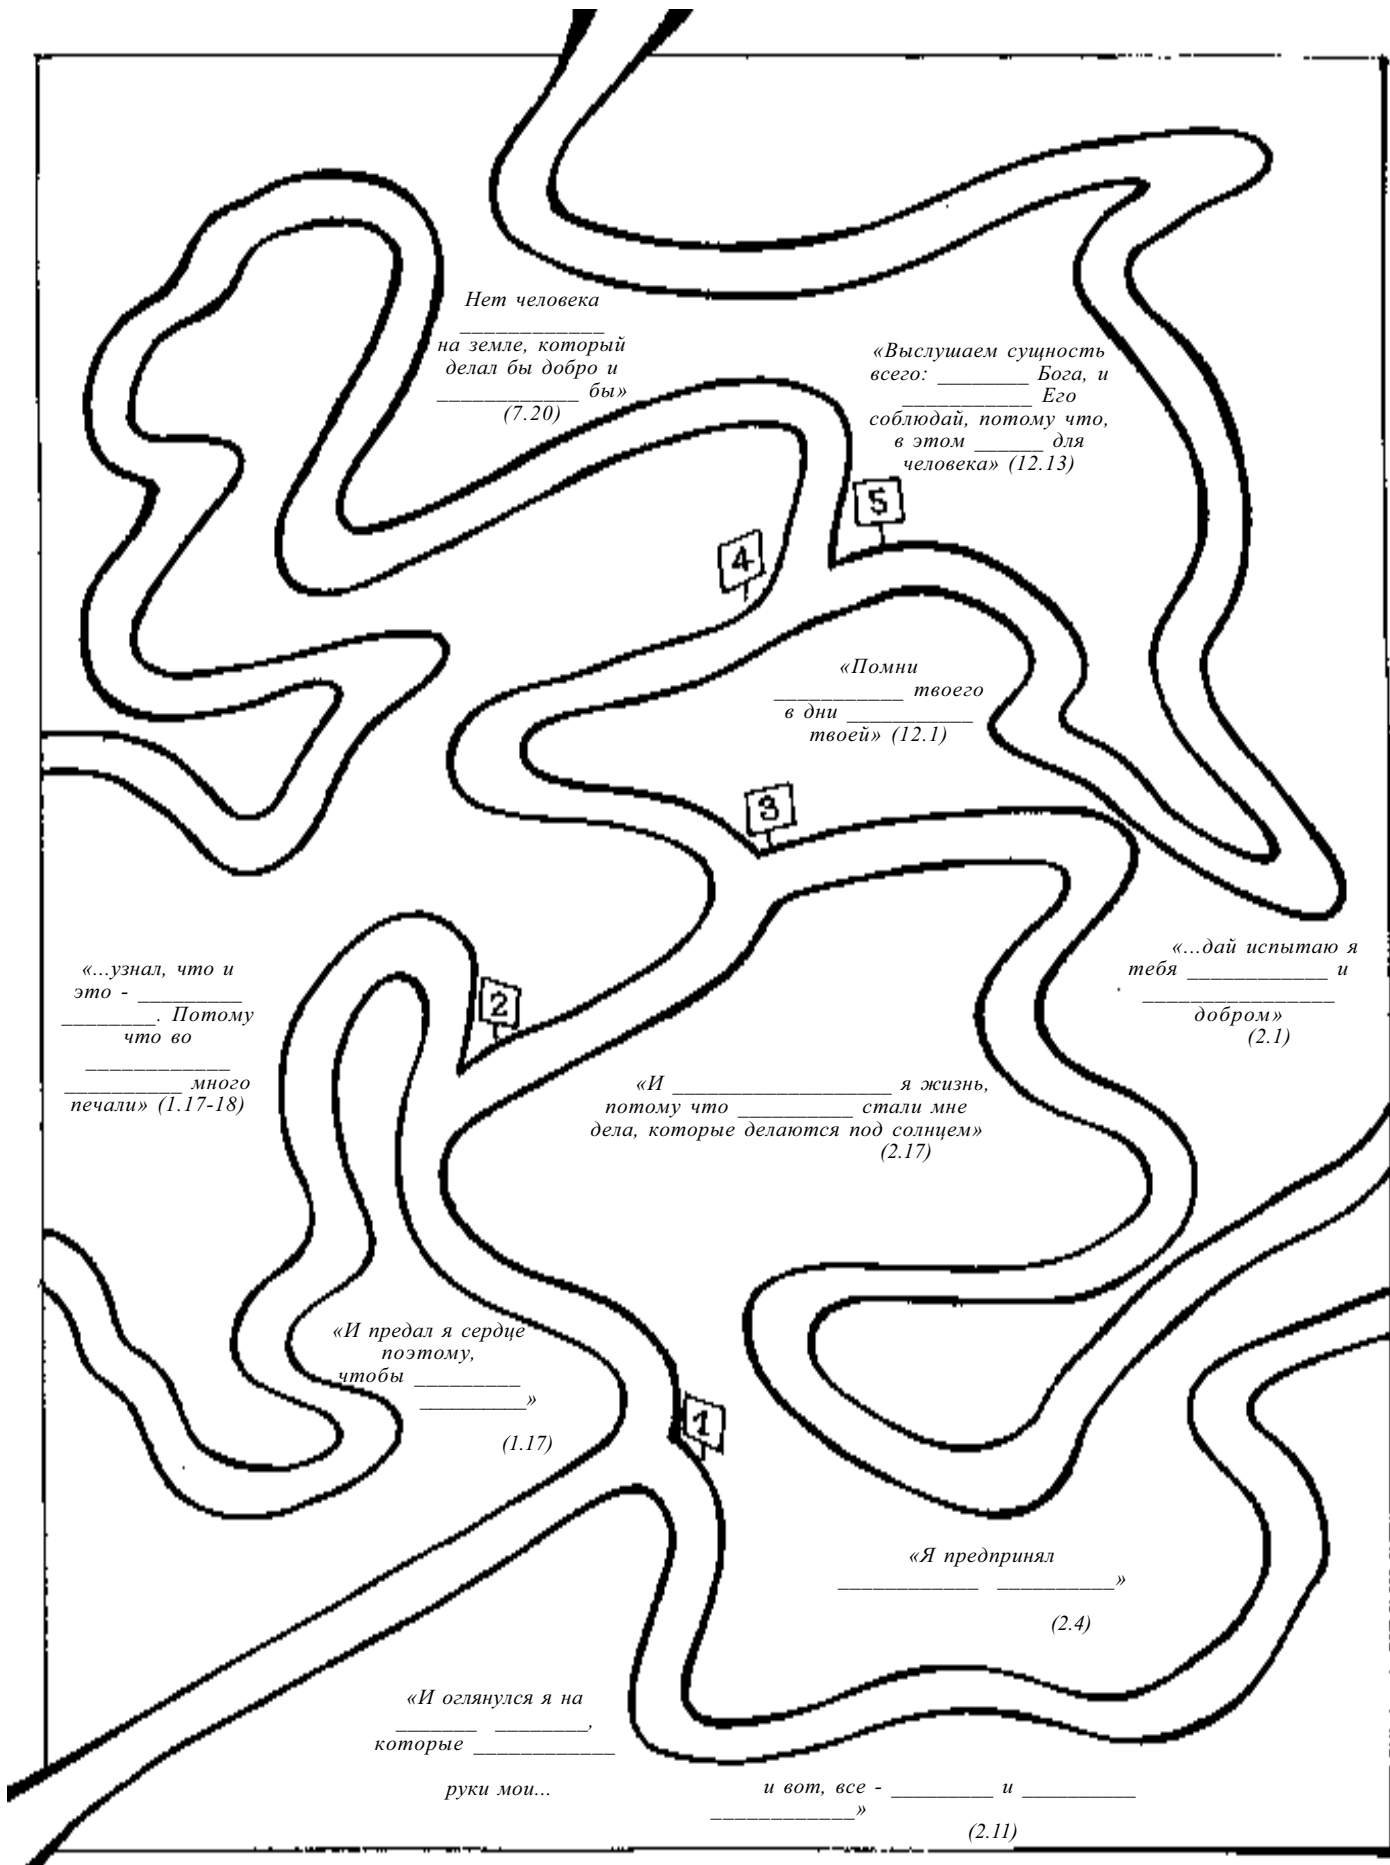 Нет человека
____________
на земле, который
делал бы добро и
____________ бы»
(7.20)
«Выслушаем сущность
всего: ________ Бога, и
___________ Его
соблюдай, потому что,
в этом ______ для
человека» (12.13)
5
4
«Помни
___________ твоего
в дни ___________
твоей» (12.1)
3
«...дай испытаю я
тебя ____________ и
________________
добром»
(2.1)
«...узнал, что и
это - _________
________. Потому
что во
____________
__________ много
печали» (1.17-18)
2
«И ___________________ я жизнь,
потому что __________ стали мне
дела, которые делаются под солнцем»
(2.17)
«И предал я сердце
поэтому,
чтобы _________
_________»
(1.17)
1
«Я предпринял
____________ __________»
(2.4)
«И оглянулся я на
_______ ________,
которые ____________
руки мои...
и вот, все - _________ и __________
____________»
(2.11)